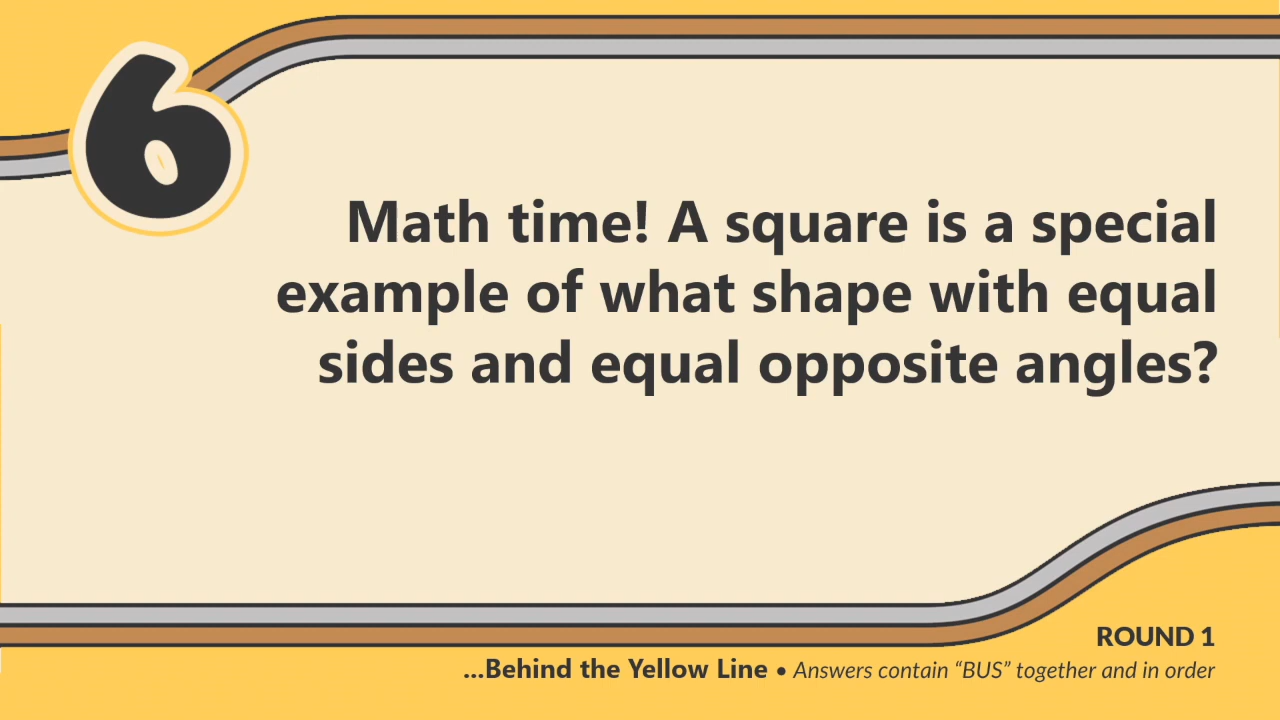 6
Math time! A square is a special
example of what shape with equal
sides and equal opposite angles?
ROUND 1
...Behind the Yellow Line • Answers contain “BUS” together and in order